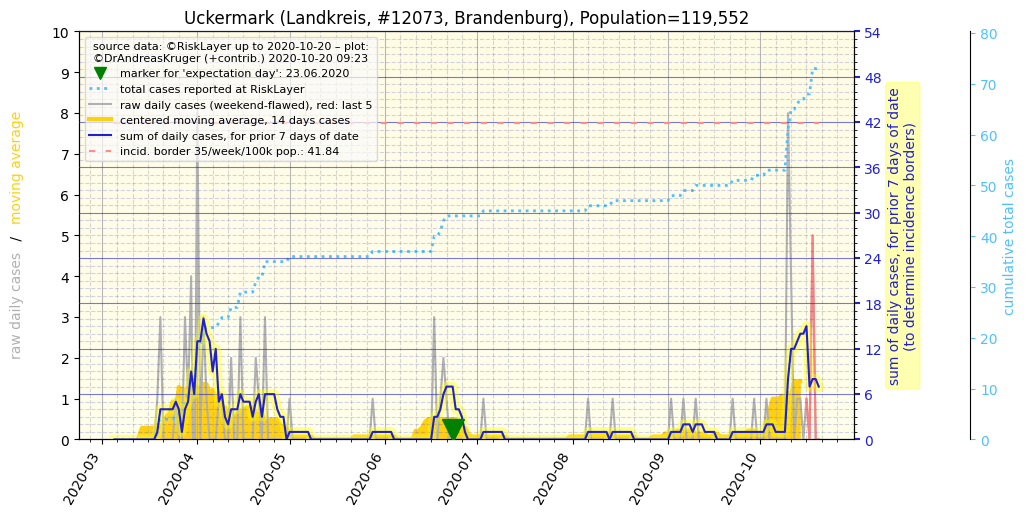 Uckermark (Landkreis, #12073, Brandenburg), Population=119,552
source data: ©RiskLayer up to 2020-10-20 – plot:
©DrAndreasKruger (+contrib.) 2020-10-20 09:23
marker for 'expectation day': 23.06.2020
total cases reported at RiskLayer
raw daily cases (weekend-flawed), red: last 5
centered moving average, 14 days cases
sum of daily cases, for prior 7 days of date
incid. border 35/week/100k pop.: 41.84
raw daily cases / moving average
10
9
8
7
6
5
4
3
2
1
0
2020-03
2020-04
2020-05
2020-06
2020-07
2020-08
2020-09
2020-10
54
48
42
36
30
24
18
12
6
0
sum of daily cases, for prior 7 days of date
(to determine incidence borders)
80
70
60
50
40
30
20
10
0
cumulative total cases